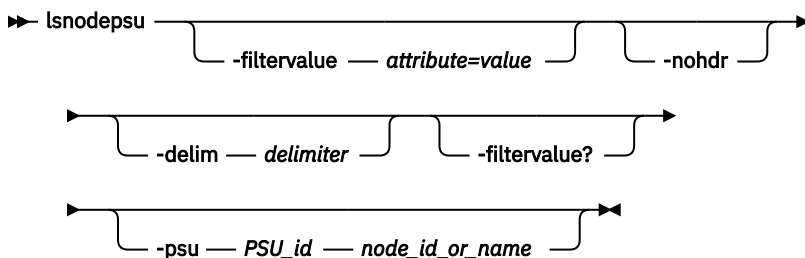 lsnodepsu
-filtervalue attribute=value -nohdr
-delim delimiter -filtervalue?
-psu PSU_id node_id_or_name